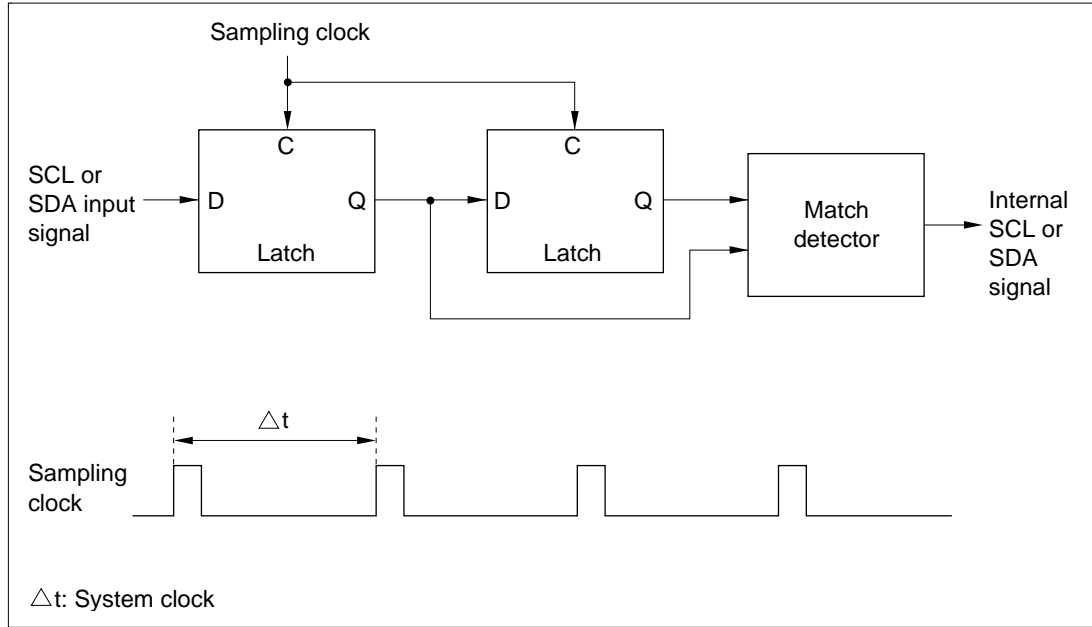 Sampling clock
C
C
SCL or
SDA input
signal
D
Q
Latch
D
Q
Latch
Match
detector
Internal
SCL or
SDA
signal
△t
Sampling
clock
△t: System clock